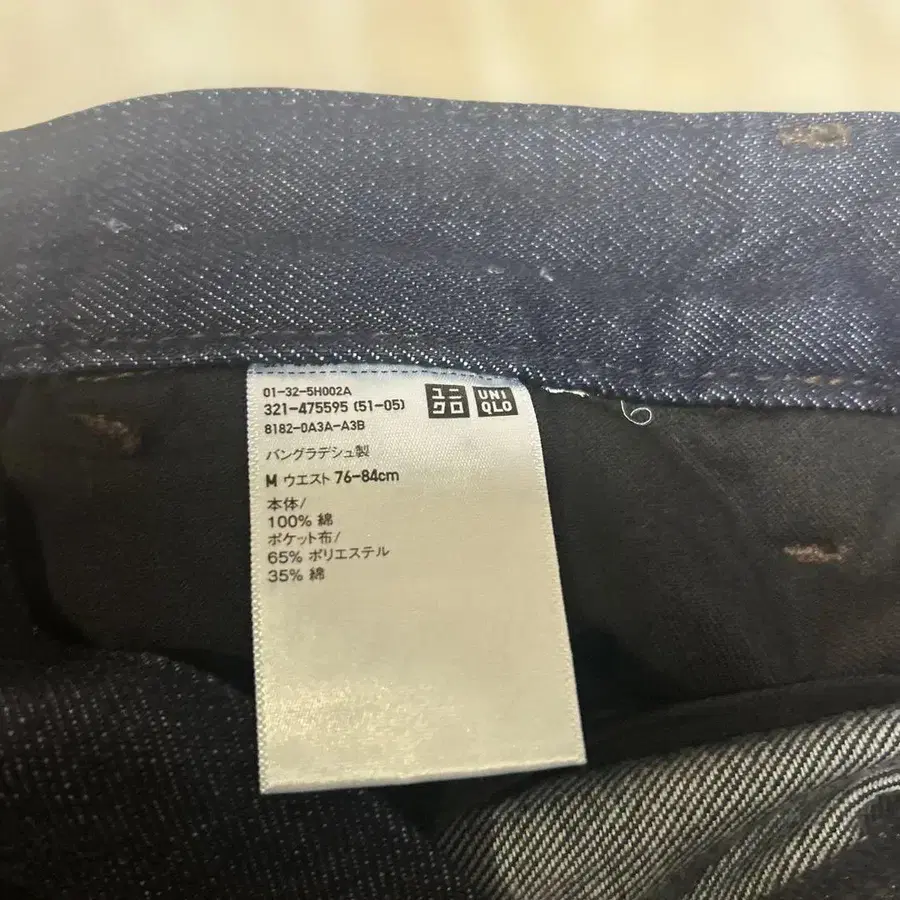 01-32-5H002A
321-475595 (51-05)
8182-0A3A-A3B
ユニクロ
UNIQLO
バングラデシュ製
M ウエスト 76-84cm
本体/
100% 綿
ポケット布/
65% ポリエステル
35% 綿